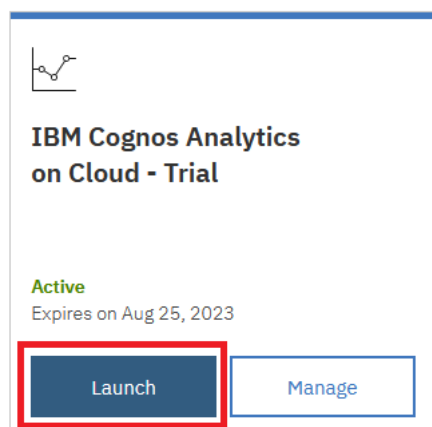 IBM Cognos Analytics
on Cloud - Trial
Active
Expires on Aug 25, 2023
Launch
Manage